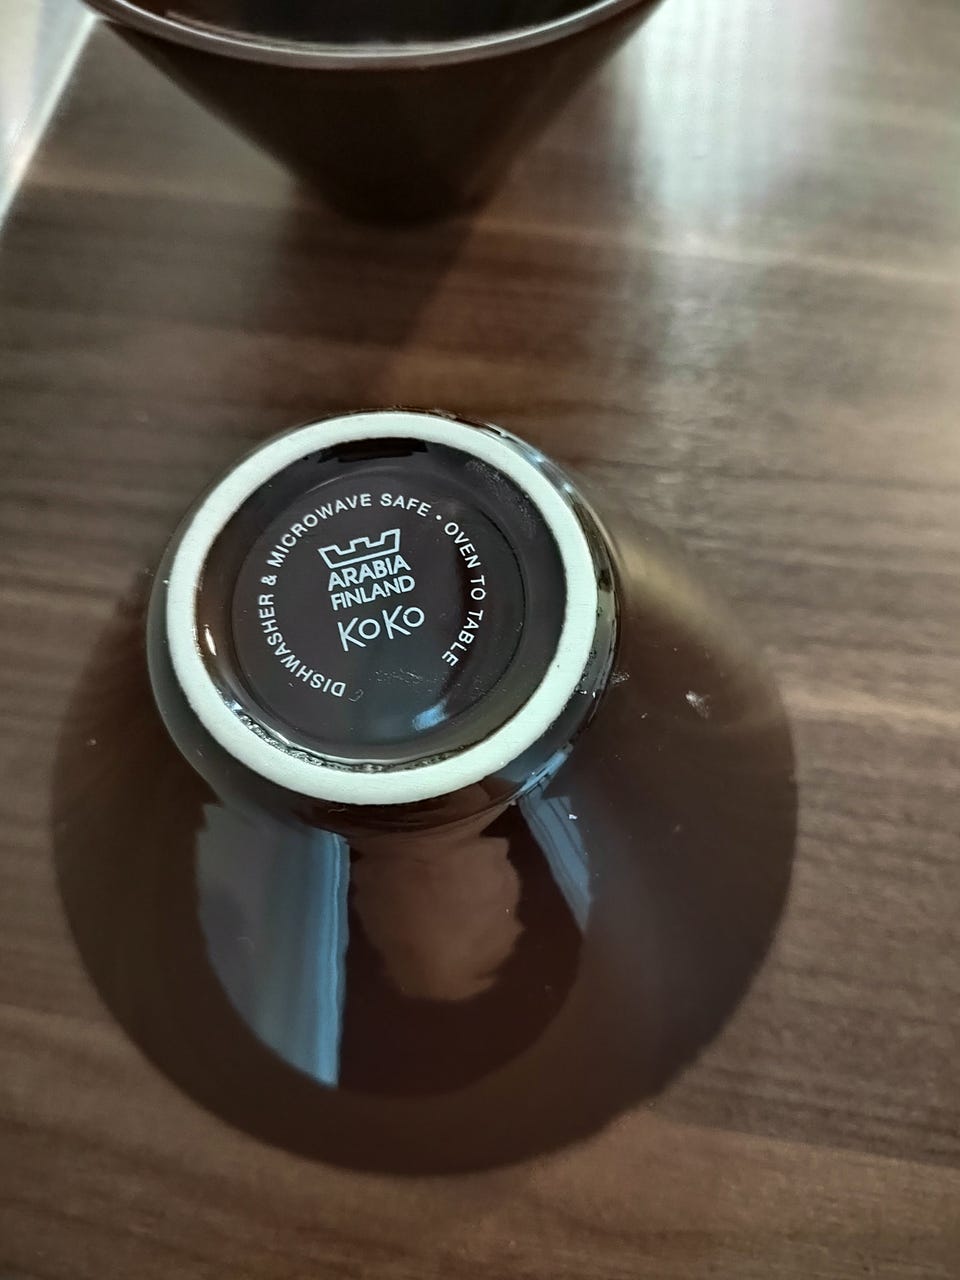 DISHWASHER & MICROWAVE SAFE • OVEN TO TABLE
ARABIA
FINLAND
KoKo